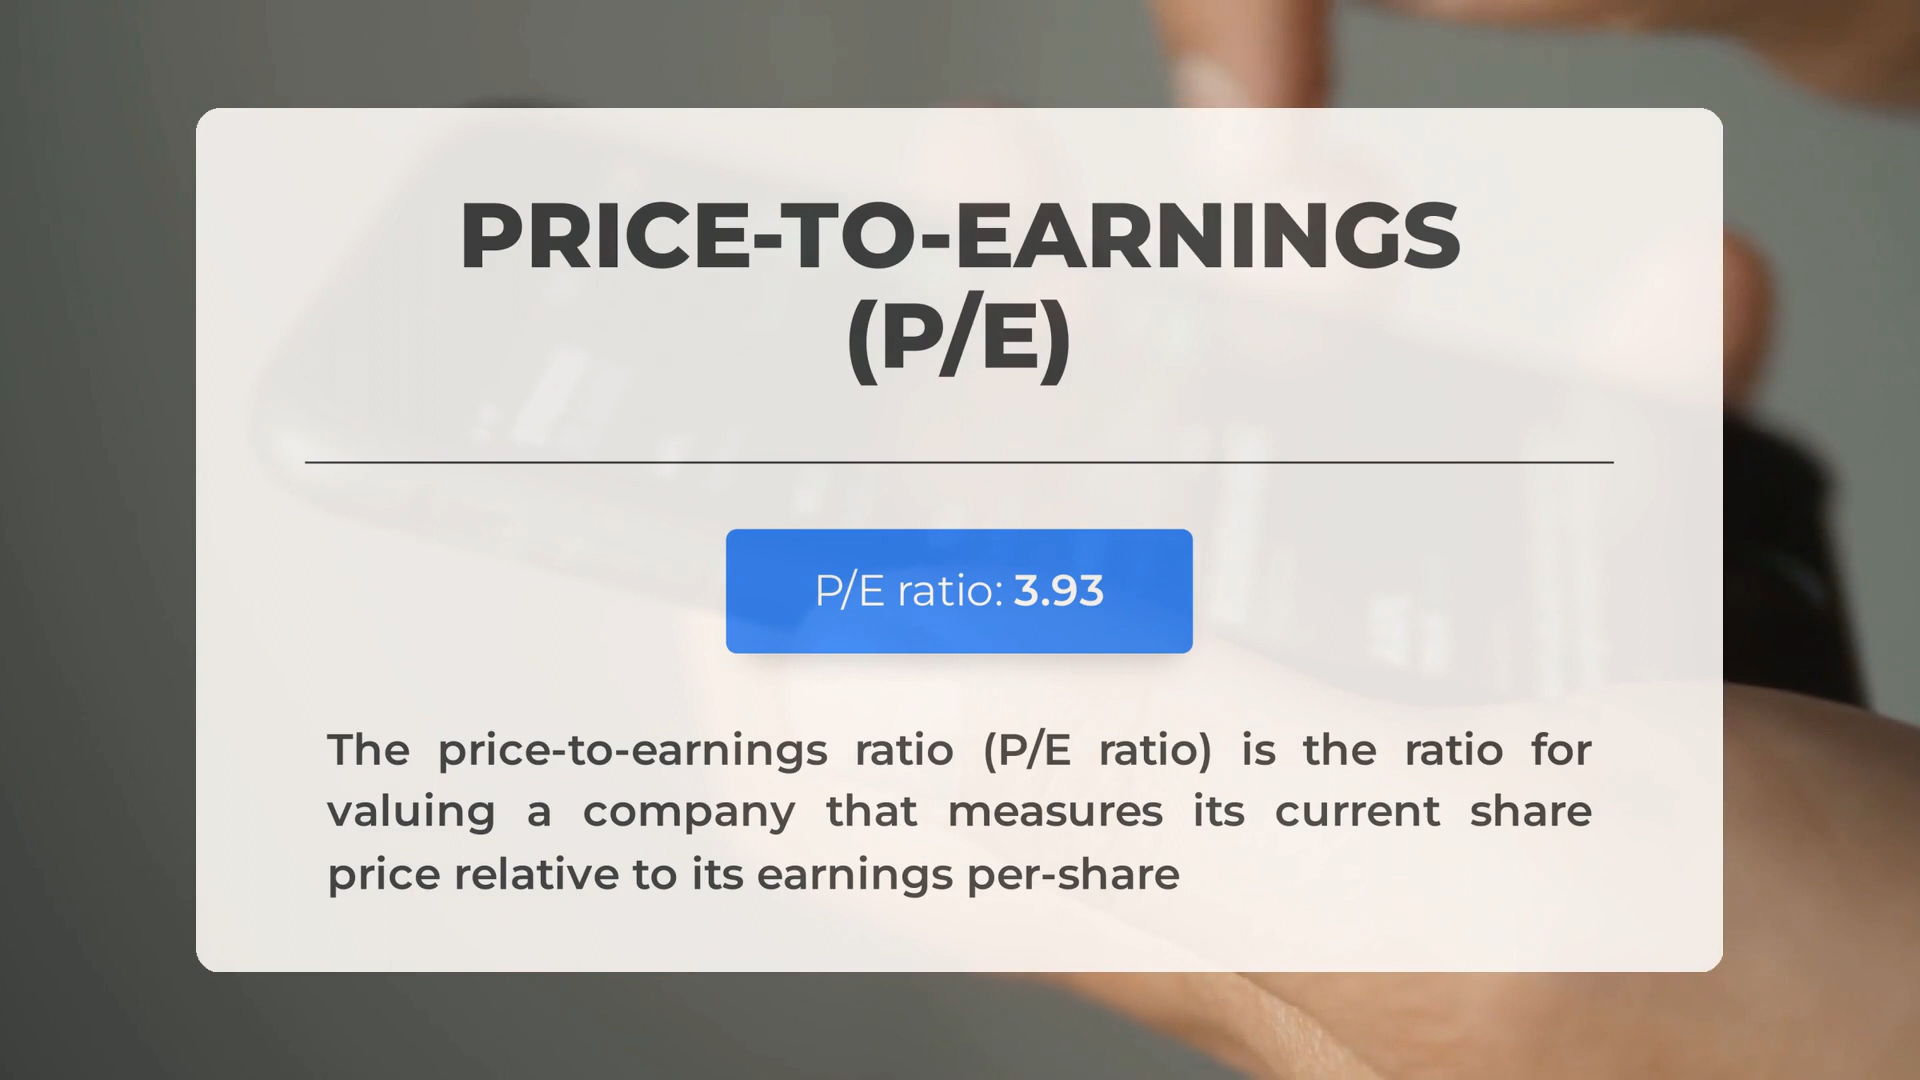 PRICE-TO-EARNINGS
(P/E)
P/E ratio: 3.93
The price-to-earnings ratio (P/E ratio) is the ratio for
valuing a company that measures its current share
price relative to its earnings per-share